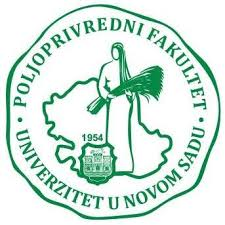 · POLJOPRIVREDNI FAKULTET ·
UNIVERZITET U NOVOM SADU
1954